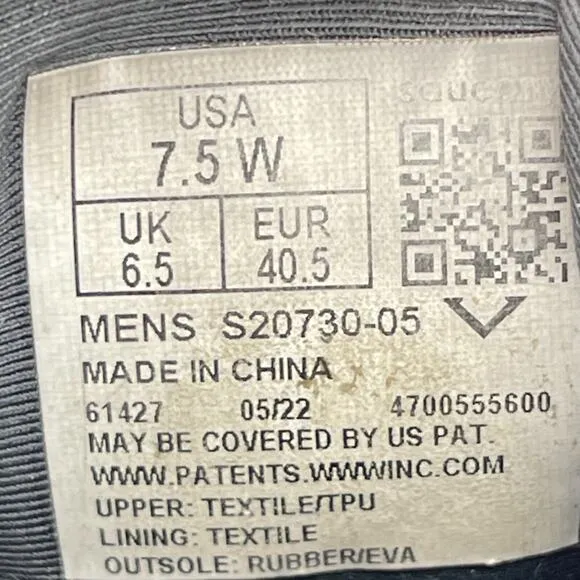 saucony
USA
7.5 W
UK
6.5
EUR
40.5
MENS S20730-05
MADE IN CHINA
61427 05/22 4700555600
MAY BE COVERED BY US PAT.
WWW.PATENTS.WWWINC.COM
UPPER: TEXTILE/TPU
LINING: TEXTILE
OUTSOLE: RUBBER/EVA